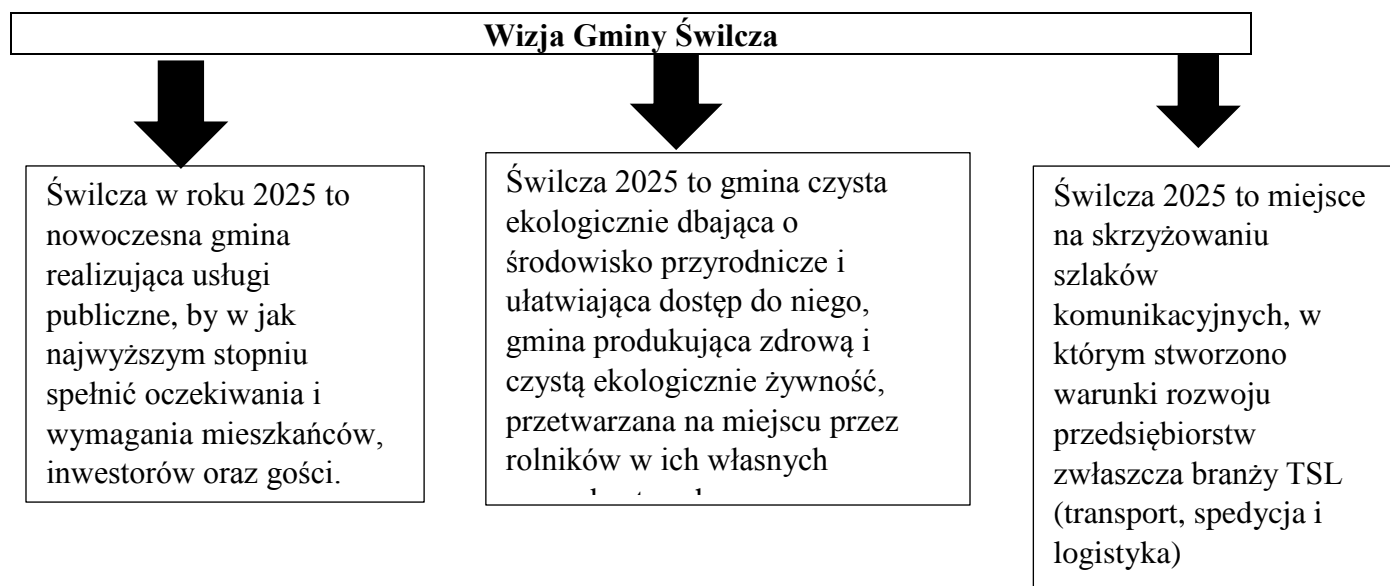 Wizja Gminy Świlcza
Świlcza w roku 2025 to
nowoczesna gmina
realizująca usługi
publiczne, by w jak
najwyższym stopniu
spełnić oczekiwania i
wymagania mieszkańców,
inwestorów oraz gości.
Świlcza 2025 to gmina czysta
ekologicznie dbająca o
środowisko przyrodnicze i
ułatwiająca dostęp do niego,
gmina produkująca zdrową i
czystą ekologicznie żywność,
przetwarzana na miejscu przez
rolników w ich własnych
Świlcza 2025 to miejsce
na skrzyżowaniu
szlaków
komunikacyjnych, w
którym stworzono
warunki rozwoju
przedsiębiorstw
zwłaszcza branży TSL
(transport, spedycja i
logistyka)